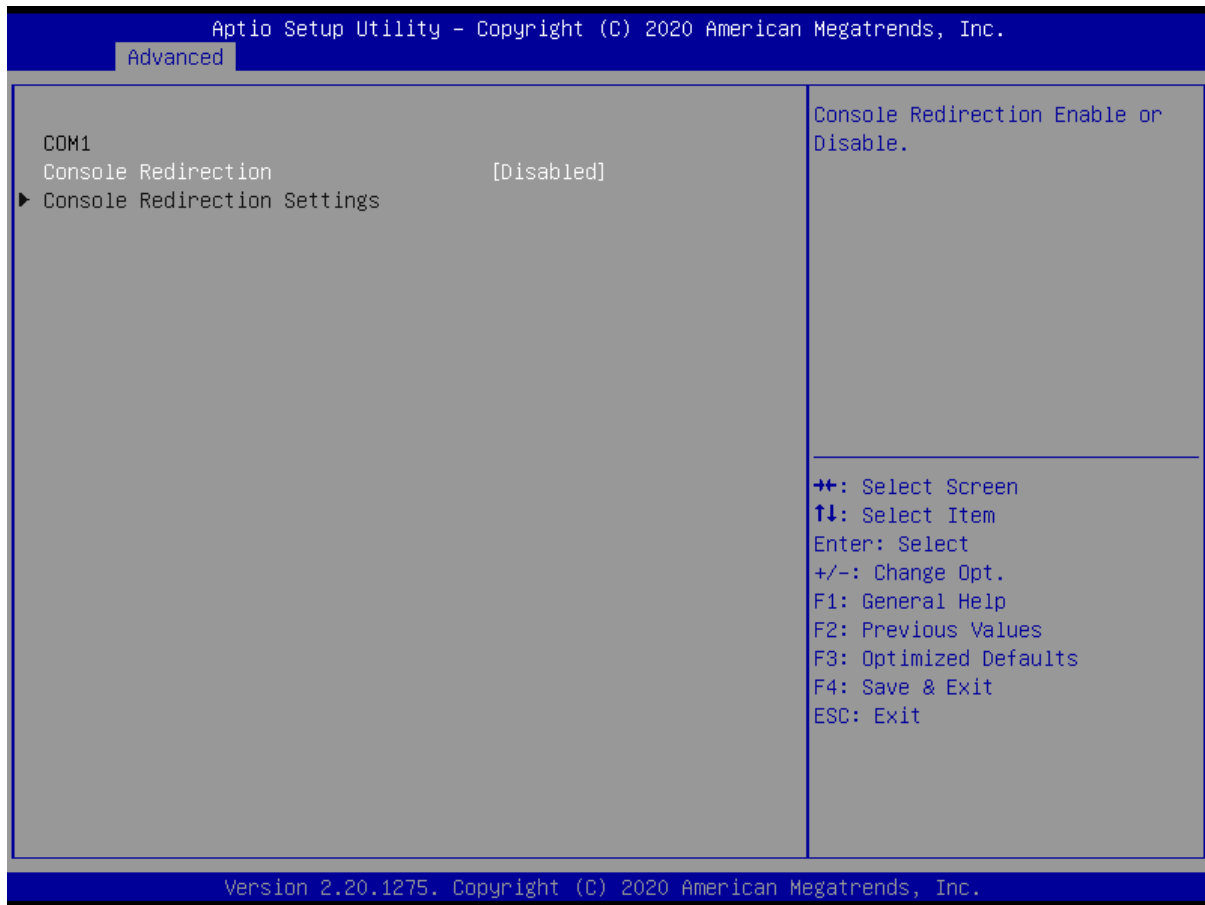 Aptio Setup Utility – Copyright (C) 2020 American Megatrends, Inc.
Advanced
COM1
Console Redirection [Disabled]
▶ Console Redirection Settings
Console Redirection Enable or
Disable.
→←: Select Screen
↑↓: Select Item
Enter: Select
+/-: Change Opt.
F1: General Help
F2: Previous Values
F3: Optimized Defaults
F4: Save & Exit
ESC: Exit
Version 2.20.1275. Copyright (C) 2020 American Megatrends, Inc.